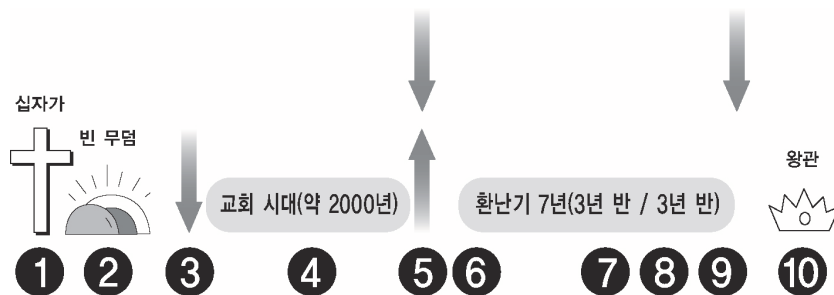 십자가
빈 무덤
왕관
교회 시대(약 2000년)
환난기 7년(3년 반 / 3년 반)
1 2 3 4 5 6 7 8 9 10